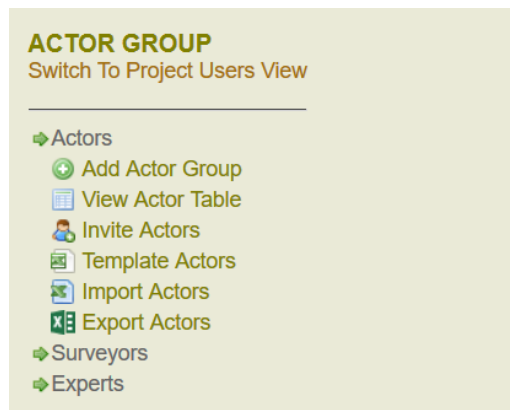 ACTOR GROUP
Switch To Project Users View
Actors
Add Actor Group
View Actor Table
Invite Actors
Template Actors
Import Actors
Export Actors
Surveyors
Experts